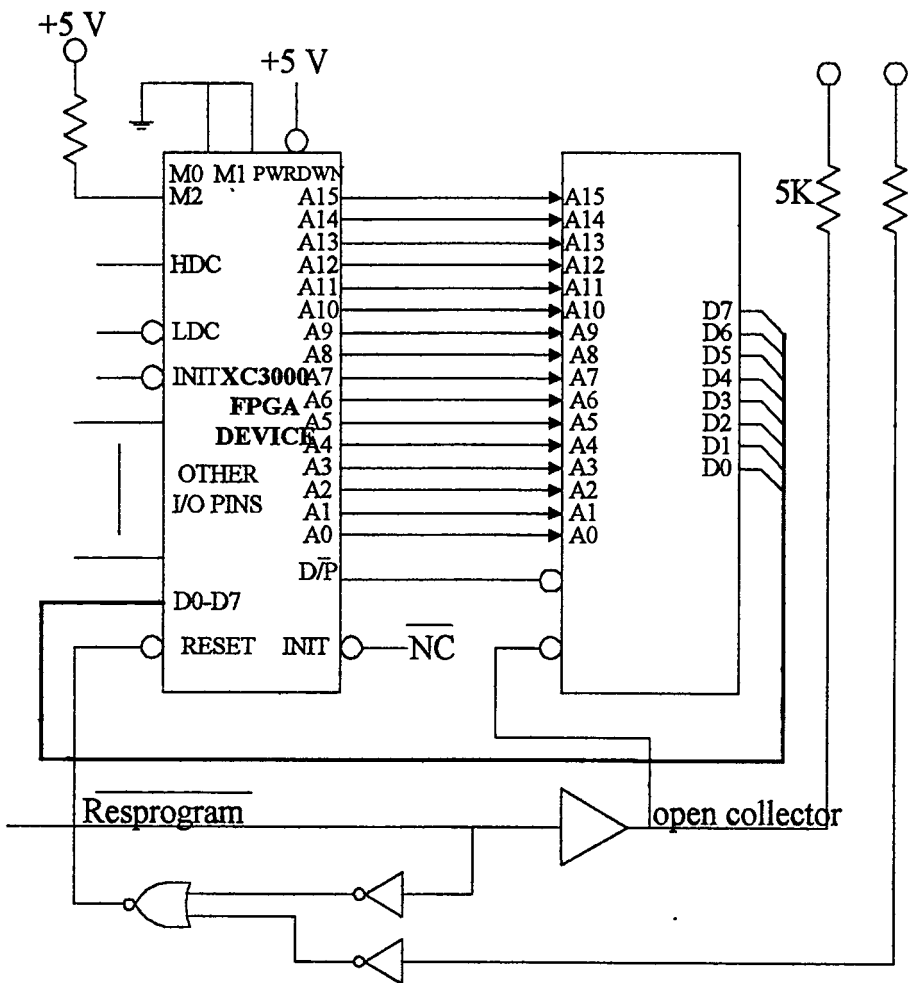 +5 V
+5 V
M0 M1 PWRDWN
M2
HDC
LDC
INIT
XC3000
FPGA
DEVICE
OTHER
I/O PINS
D0-D7
RESET
INIT
NC
A15
A14
A13
A12
A11
A10
A9
A8
A7
A6
A5
A4
A3
A2
A1
A0
D/P
A15
A14
A13
A12
A11
A10
A9
A8
A7
A6
A5
A4
A3
A2
A1
A0
D7
D6
D5
D4
D3
D2
D1
D0
5K
Resprogram
open collector